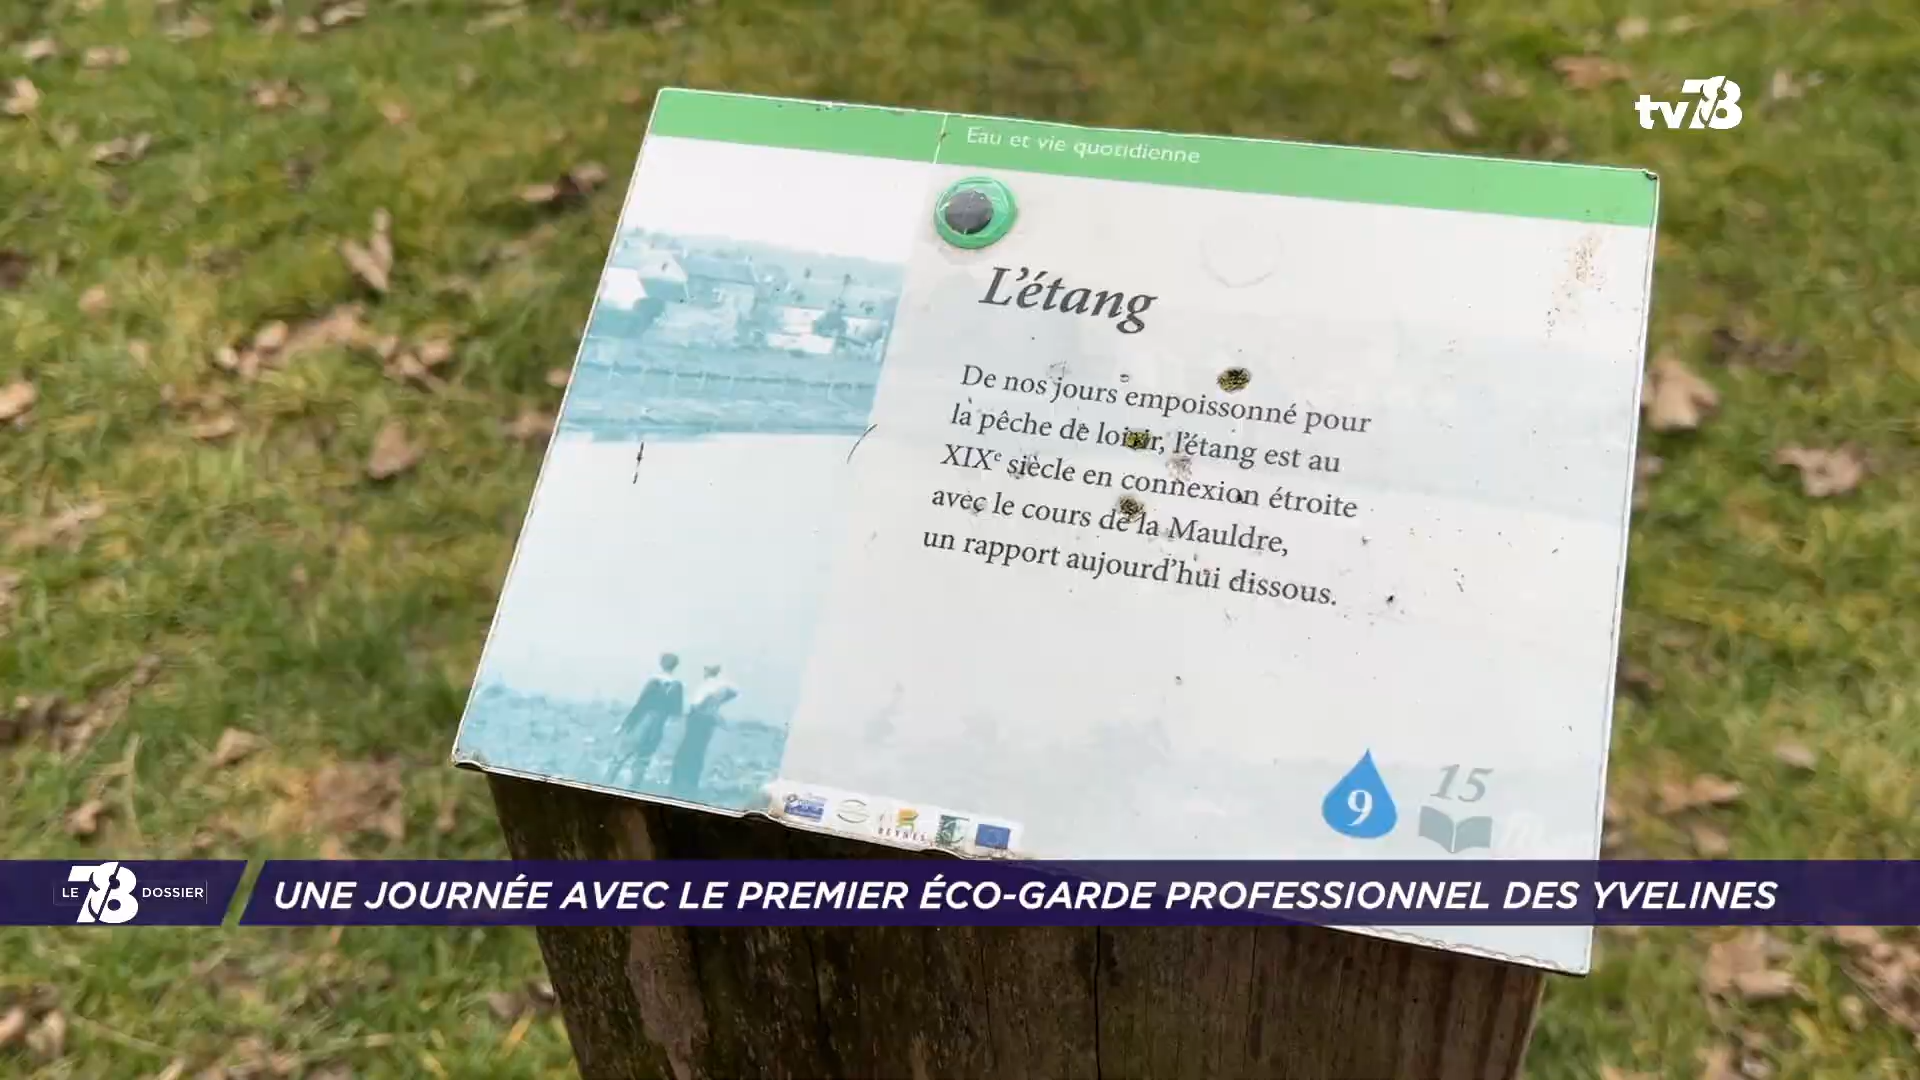 tv78
Eau et vie quotidienne
L'étang
De nos jours empoissonné pour
la pêche de loisir, l'étang est au
XIXe siècle en connexion étroite
avec le cours de la Mauldre,
un rapport aujourd'hui dissous.
9
15
BEYNES
LE 78 DOSSIER
UNE JOURNÉE AVEC LE PREMIER ÉCO-GARDE PROFESSIONNEL DES YVELINES